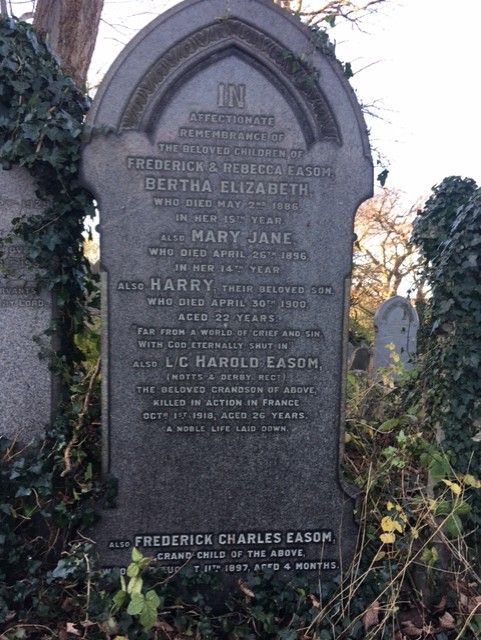 IN
AFFECTIONATE
REMEMBRANCE OF
THE BELOVED CHILDREN OF
FREDERICK & REBECCA EASOM,
BERTHA ELIZABETH,
WHO DIED MAY 2ND 1886,
IN HER 15TH YEAR.
ALSO MARY JANE
WHO DIED APRIL 26TH 1896,
IN HER 14TH YEAR.
ALSO HARRY, THEIR BELOVED SON,
WHO DIED APRIL 30TH 1900,
AGED 22 YEARS.
"FAR FROM A WORLD OF GRIEF AND SIN,
WITH GOD ETERNALLY SHUT IN."
ALSO L/C HAROLD EASOM,
(NOTTS & DERBY REGT)
THE BELOVED GRANDSON OF ABOVE,
KILLED IN ACTION IN FRANCE
OCTR 1ST 1918, AGED 26 YEARS.
A NOBLE LIFE LAID DOWN.
ALSO FREDERICK CHARLES EASOM,
GRAND CHILD OF THE ABOVE,
11TH 1897, AGED 4 MONTHS.